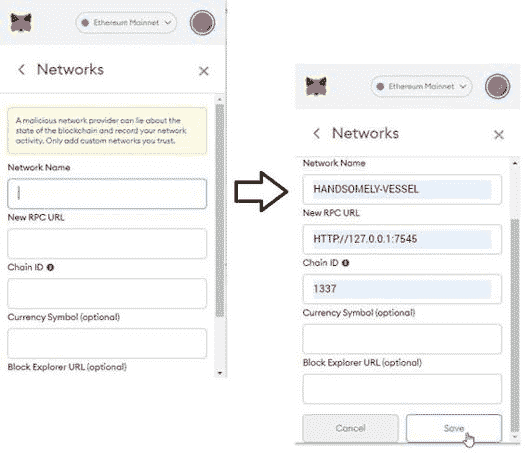 Ethereum Mainnet
Networks
A malicious network provider can lie about the
state of the blockchain and record your network
activity. Only add custom networks you trust.
Network Name
New RPC URL
Chain ID
Currency Symbol (optional)
Block Explorer URL (optional)
Ethereum Mainnet
Networks
Network Name
HANDSOMELY-VESSEL
New RPC URL
HTTP://127.0.0.1:7545
Chain ID
1337
Currency Symbol (optional)
Block Explorer URL (optional)
Cancel
Save